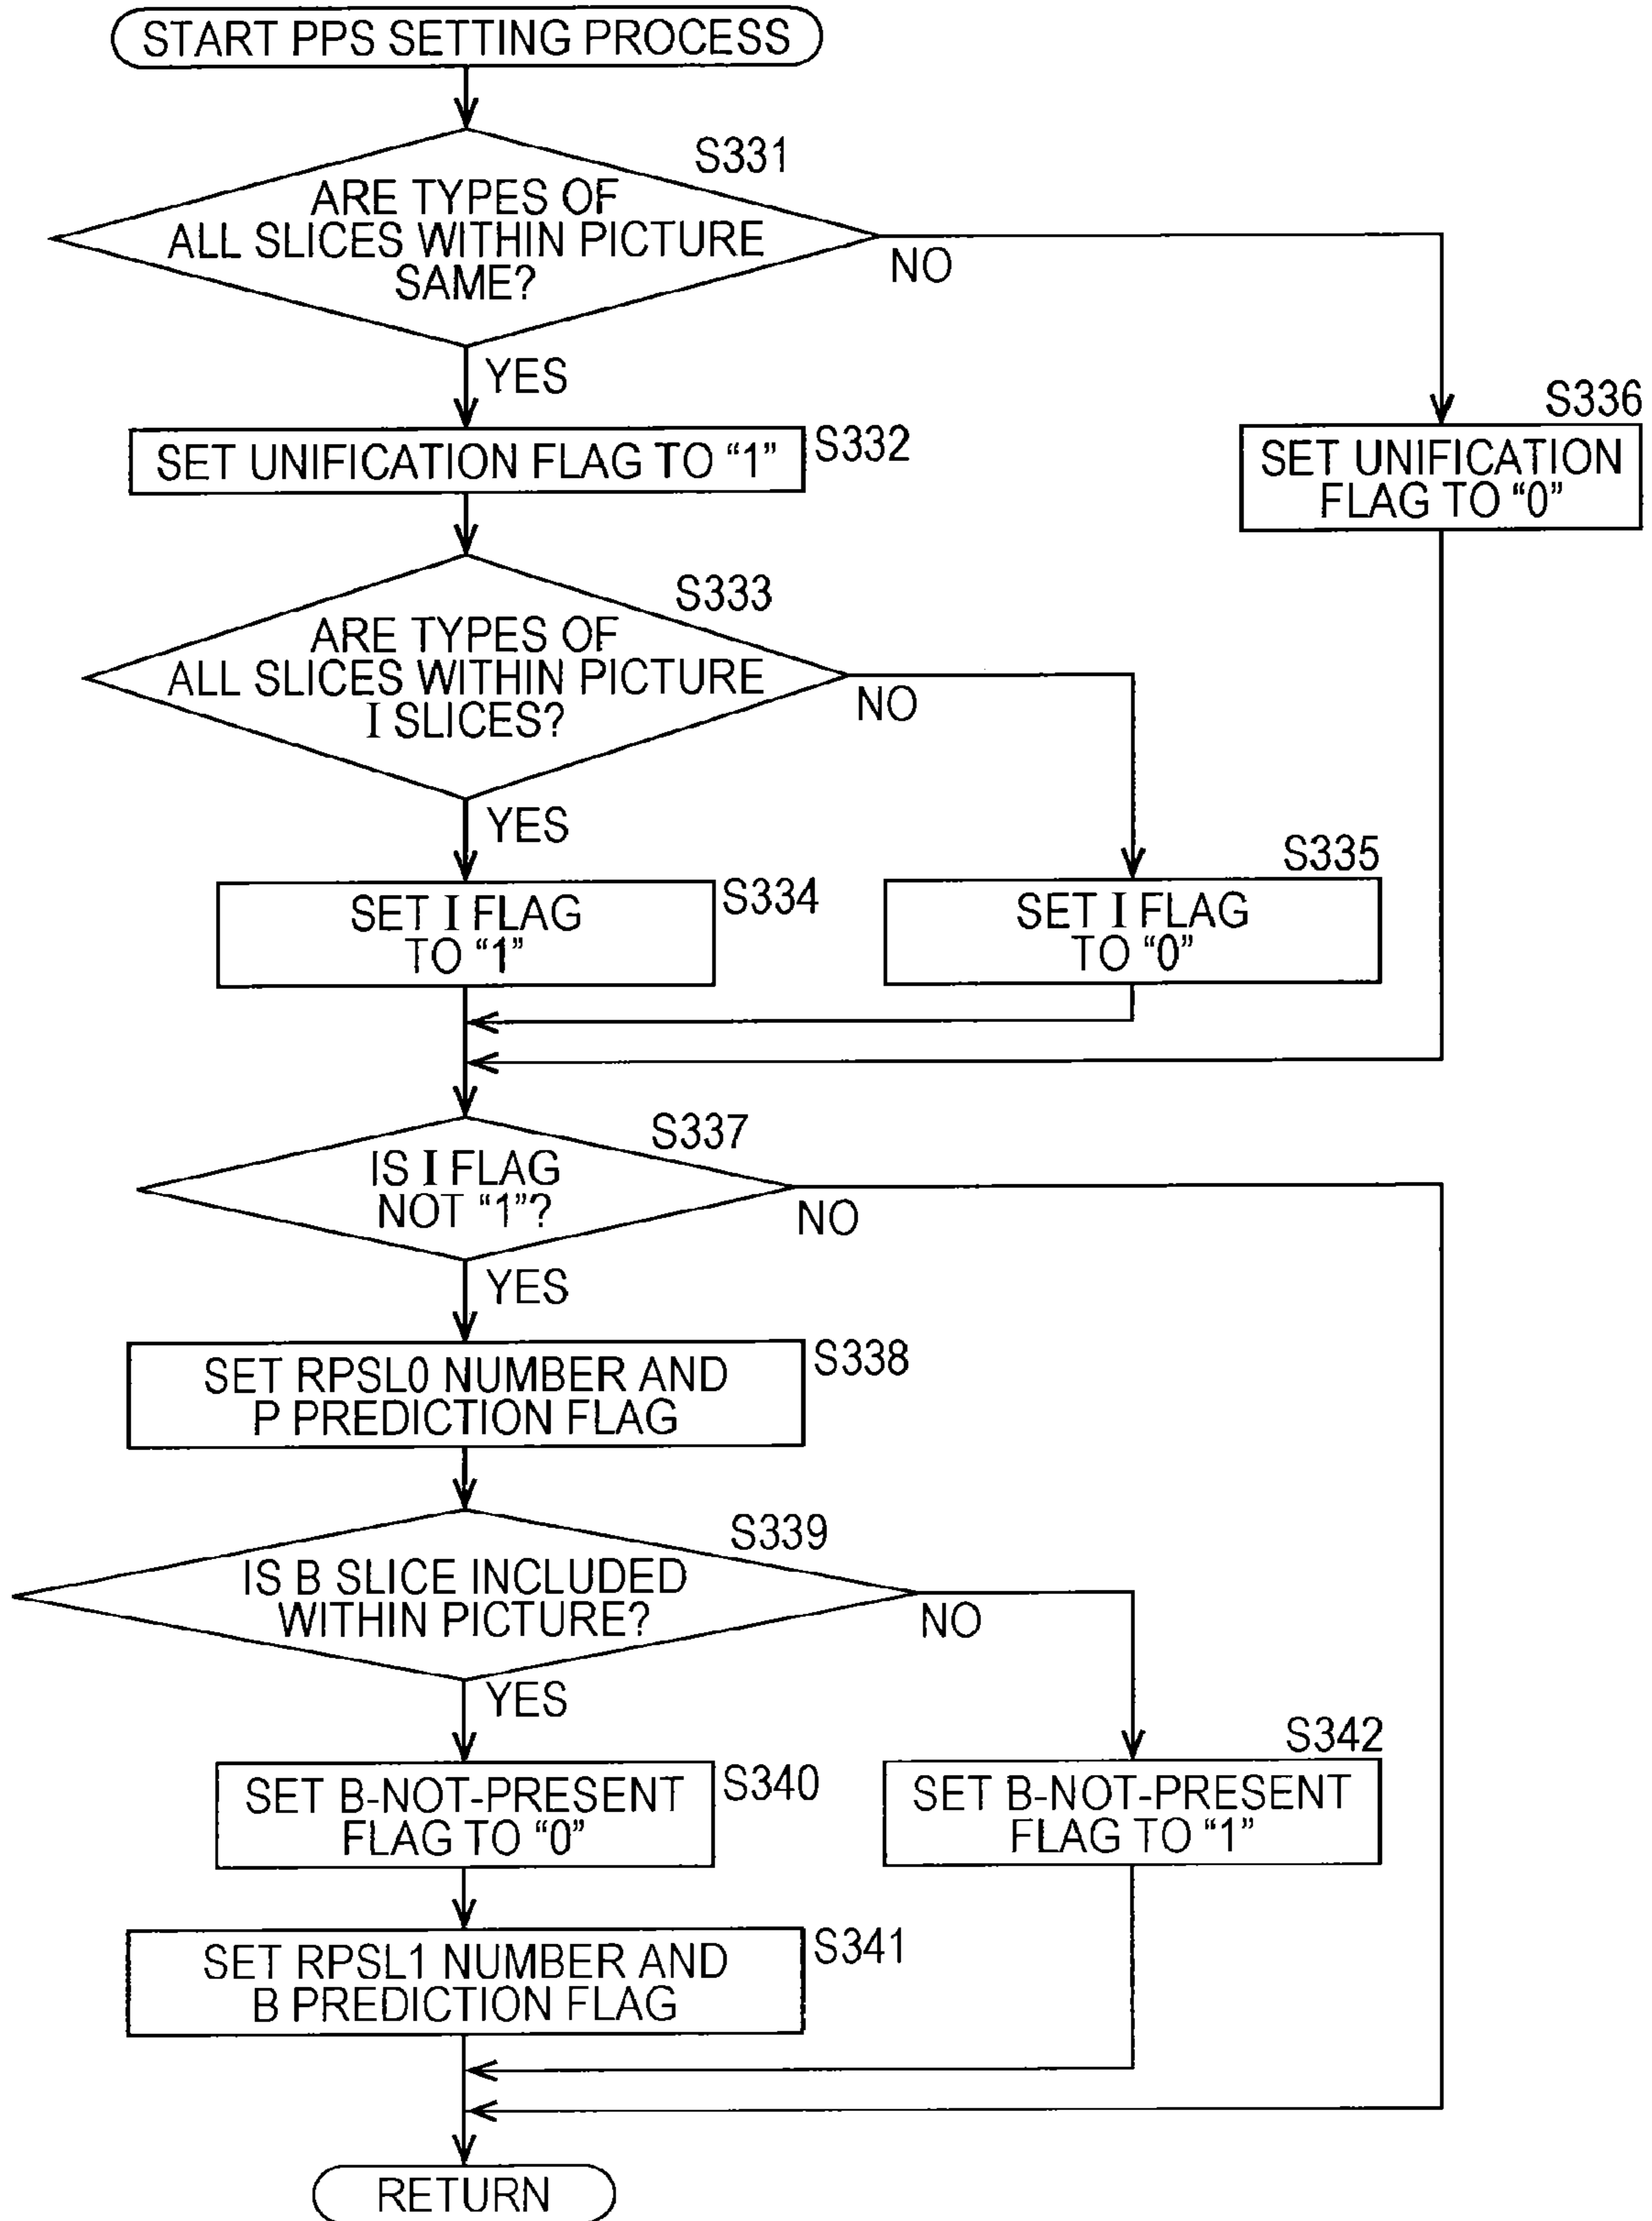 START PPS SETTING PROCESS
S331
ARE TYPES OF
ALL SLICES WITHIN PICTURE
SAME?
NO
YES
S336
SET UNIFICATION FLAG TO “1”
S332
SET UNIFICATION
FLAG TO “0”
S333
ARE TYPES OF
ALL SLICES WITHIN PICTURE
I SLICES?
NO
YES
S335
SET I FLAG
TO “1”
S334
SET I FLAG
TO “0”
S337
IS I FLAG
NOT “1”?
NO
YES
SET RPSL0 NUMBER AND
P PREDICTION FLAG
S338
S339
IS B SLICE INCLUDED
WITHIN PICTURE?
NO
YES
S342
SET B-NOT-PRESENT
FLAG TO “0”
S340
SET B-NOT-PRESENT
FLAG TO “1”
SET RPSL1 NUMBER AND
B PREDICTION FLAG
S341
RETURN